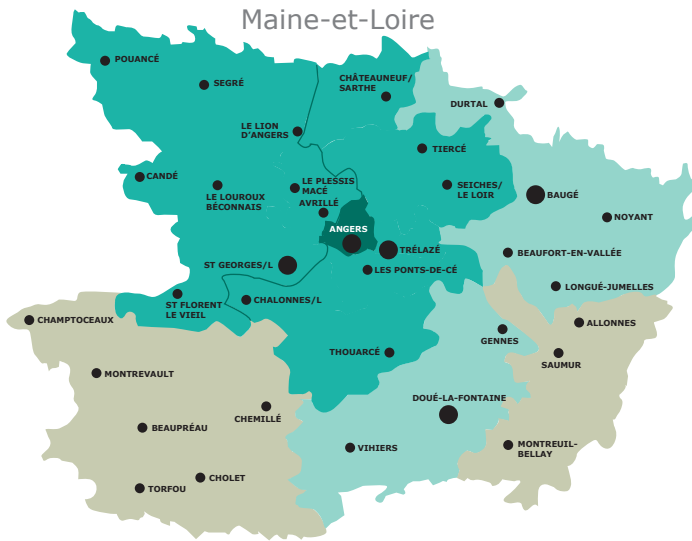 Maine-et-Loire
POUANCÉ
SEGRÉ
CHÂTEAUNEUF/
SARTHE
DURTAL
LE LION
D'ANGERS
TIERCÉ
CANDÉ
LE LOUROUX
BÉCONNAIS
LE PLESSIS
MACÉ
AVRILLÉ
SEICHES/
LE LOIR
BAUGÉ
NOYANT
ANGERS
TRÉLAZÉ
BEAUFORT-EN-VALLÉE
ST GEORGES/L
LES PONTS-DE-CÉ
LONGUÉ-JUMELLES
ST FLORENT
LE VIEIL
CHALONNES/L
CHAMPTOCEAUX
ALLONNES
GENNES
THOUARCÉ
SAUMUR
MONTREVAULT
DOUÉ-LA-FONTAINE
CHEMILLÉ
BEAUPRÉAU
VIHIERS
MONTREUIL-
BELLAY
CHOLET
TORFOU